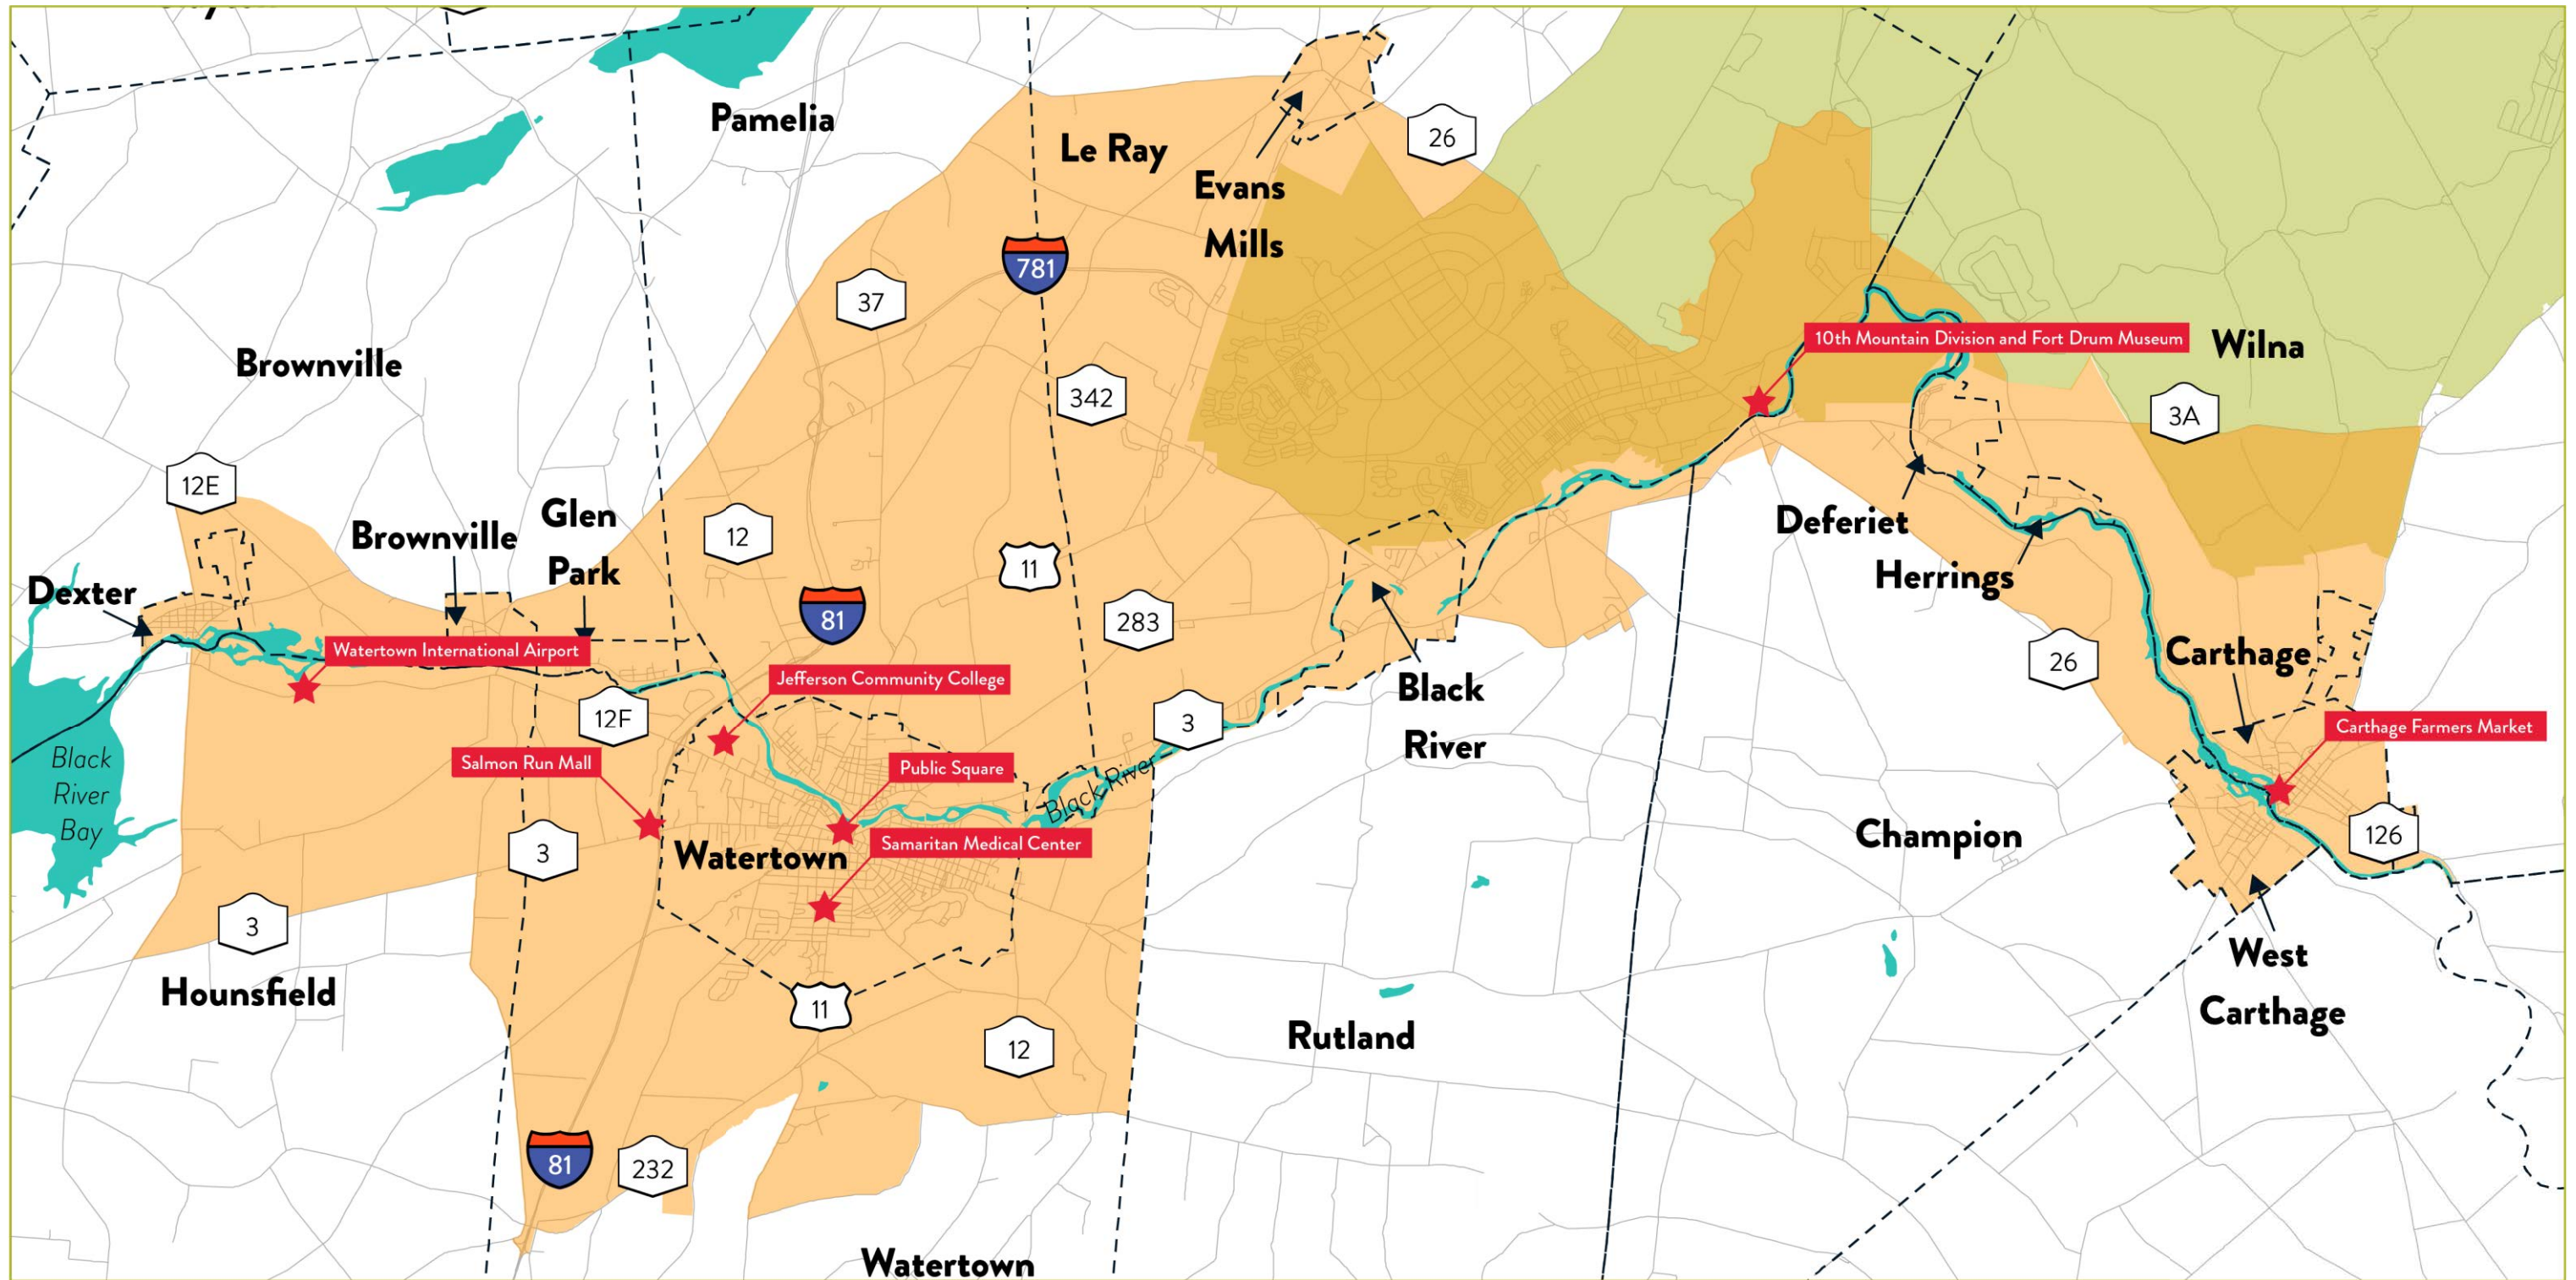 Pamelia
Le Ray
26
Evans
Mills
781
37
10th Mountain Division and Fort Drum Museum
Wilna
Brownville
342
3A
12E
Glen
Park
Brownville
12
11
Deferiet
Herrings
Dexter
81
283
Watertown International Airport
Jefferson Community College
26
Carthage
Black
River
12F
3
Carthage Farmers Market
Black
River
Bay
Salmon Run Mall
Public Square
Black River
Samaritan Medical Center
Watertown
3
Champion
126
3
Hounsfield
West
Carthage
11
Rutland
12
81
232
Watertown